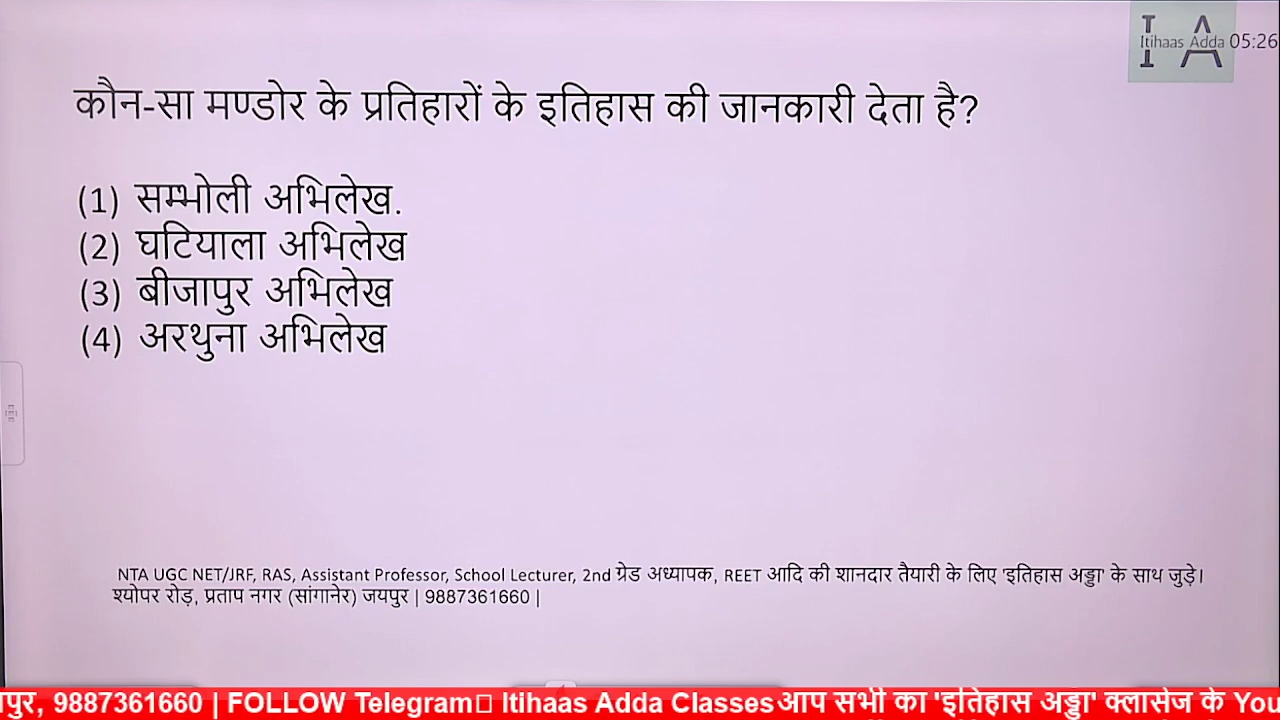 I A
Itihaas Adda 05:26
कौन-सा मण्डोर के प्रतिहारों के इतिहास की जानकारी देता है?
(1) सम्भोली अभिलेख.
(2) घटियाला अभिलेख
(3) बीजापुर अभिलेख
(4) अरथुना अभिलेख
NTA UGC NET/JRF, RAS, Assistant Professor, School Lecturer, 2nd ग्रेड अध्यापक, REET आदि की शानदार तैयारी के लिए 'इतिहास अड्डा' के साथ जुड़े।
श्योपर रोड़, प्रताप नगर (सांगानेर) जयपुर | 9887361660 |
पुर, 9887361660 | FOLLOW Telegram Itihaas Adda Classes आप सभी का 'इतिहास अड्डा' क्लासेज के You